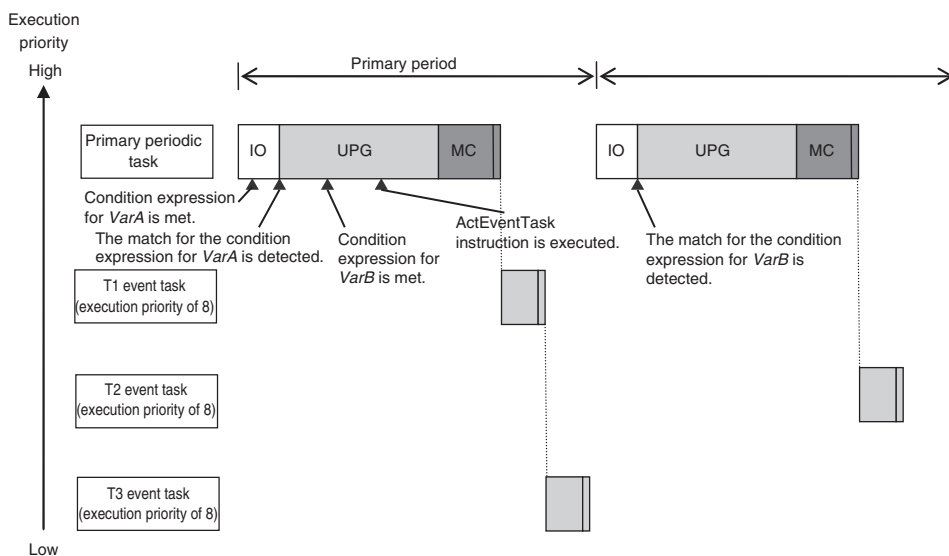 Execution
priority
High
Primary period
Primary periodic
task
IO
UPG
MC
IO
UPG
MC
Condition expression
for VarA is met.
The match for the condition
expression for VarA is detected.
Condition
expression for
VarB is met.
ActEventTask
instruction is executed.
The match for the condition
expression for VarB is
detected.
T1 event task
(execution priority of 8)
T2 event task
(execution priority of 8)
T3 event task
(execution priority of 8)
Low